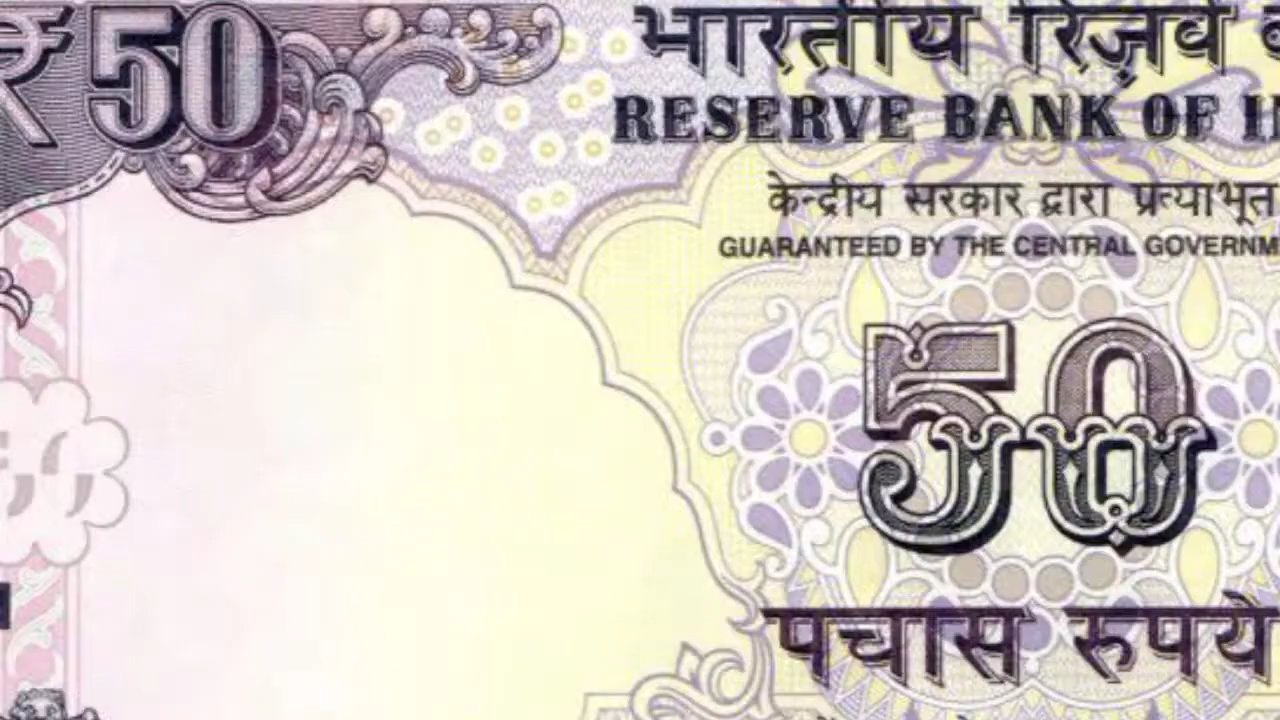 ₹50
भारतीय रिज़र्व
RESERVE BANK OF
केन्द्रीय सरकार द्वारा प्रत्याभूत
GUARANTEED BY THE CENTRAL
50
पचास रुपये